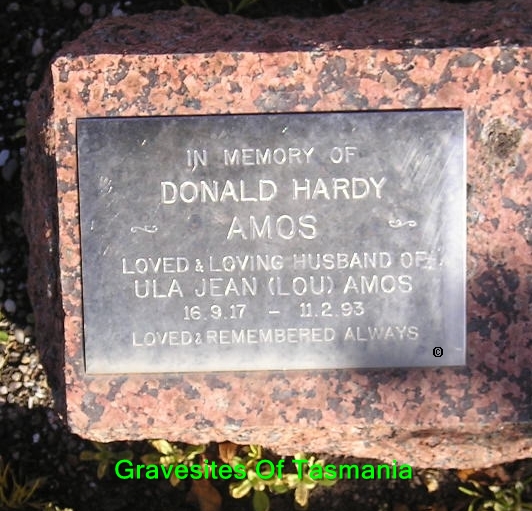 IN MEMORY OF
DONALD HARDY
AMOS
LOVED & LOVING HUSBAND OF
ULA JEAN (LOU) AMOS
16.9.17 - 11.2.93
LOVED & REMEMBERED ALWAYS
©
Gravesites Of Tasmania